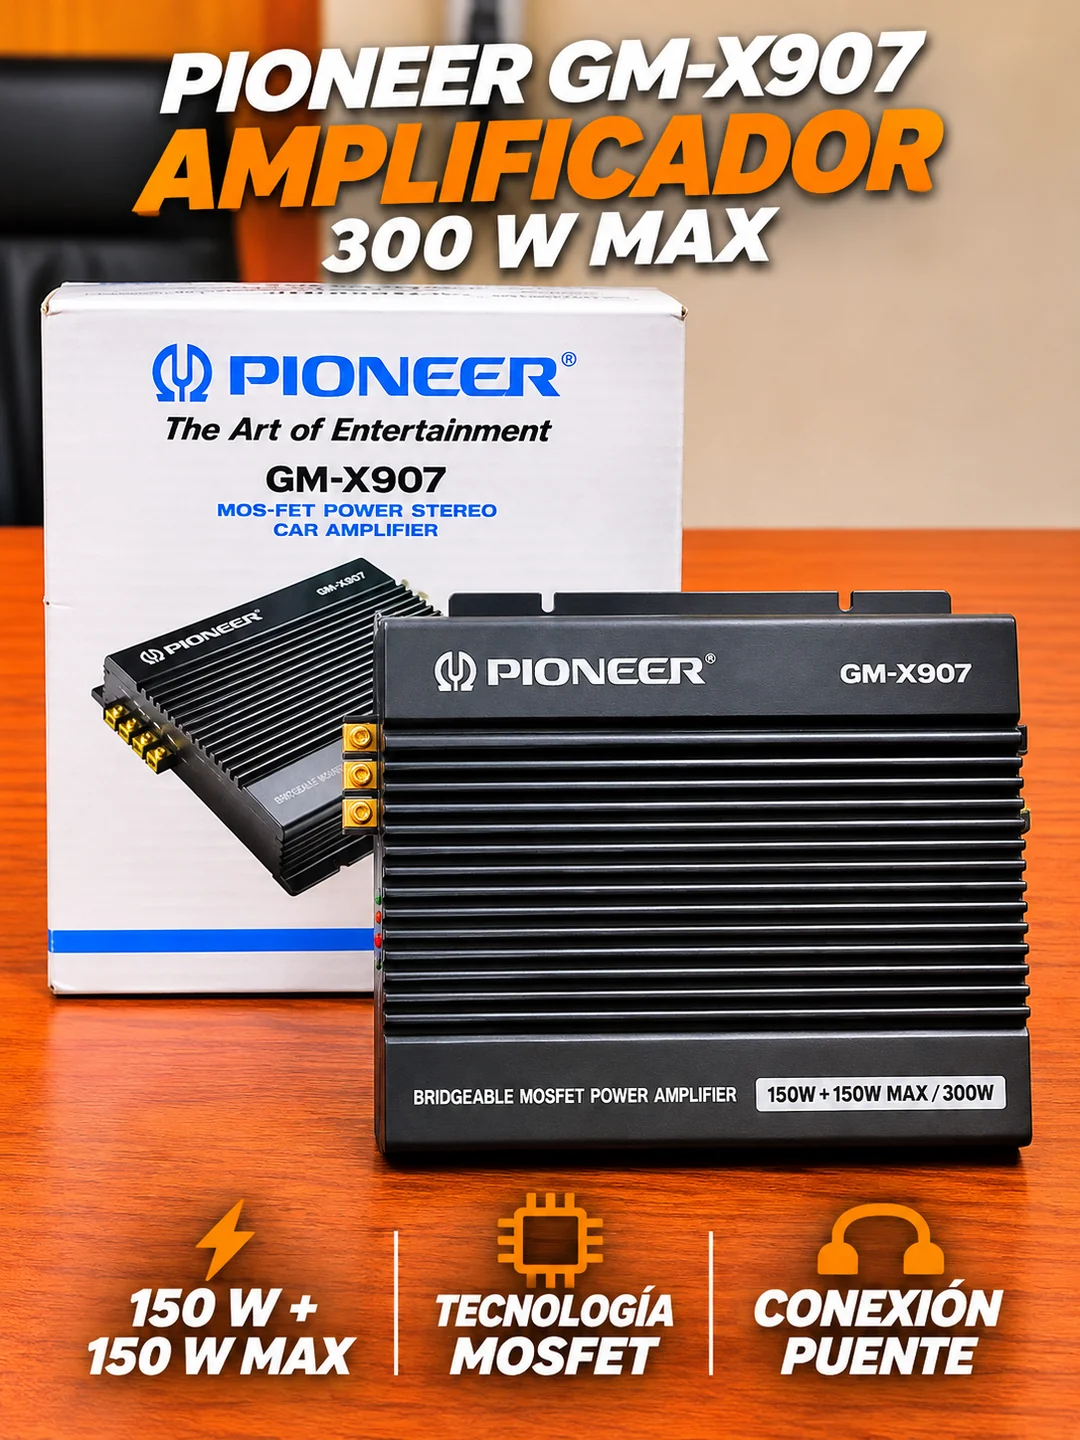 PIONEER GM-X907
AMPLIFICADOR
300 W MAX
PIONEER®
The Art of Entertainment
GM-X907
MOS-FET POWER STEREO
CAR AMPLIFIER
GM-X907
PIONEER®
PIONEER®
GM-X907
BRIDGEABLE MOSFET POWER AMPLIFIER
150W + 150W MAX / 300W
150 W +
150 W MAX
TECNOLOGÍA
MOSFET
CONEXIÓN
PUENTE